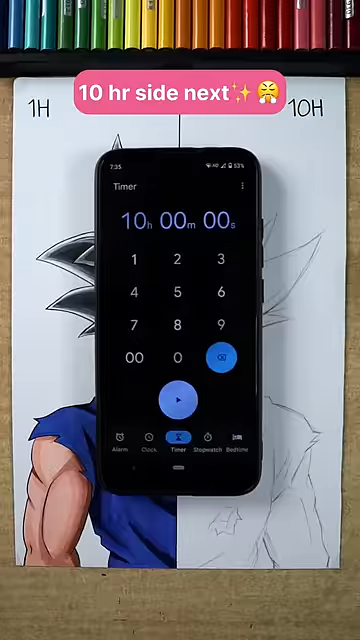 10 hr side next✨😤
1H
10H
7:35
4G
53%
Timer
10h 00m 00s
1 2 3
4 5 6
7 8 9
00 0
Alarm Clock Timer Stopwatch Bedtime